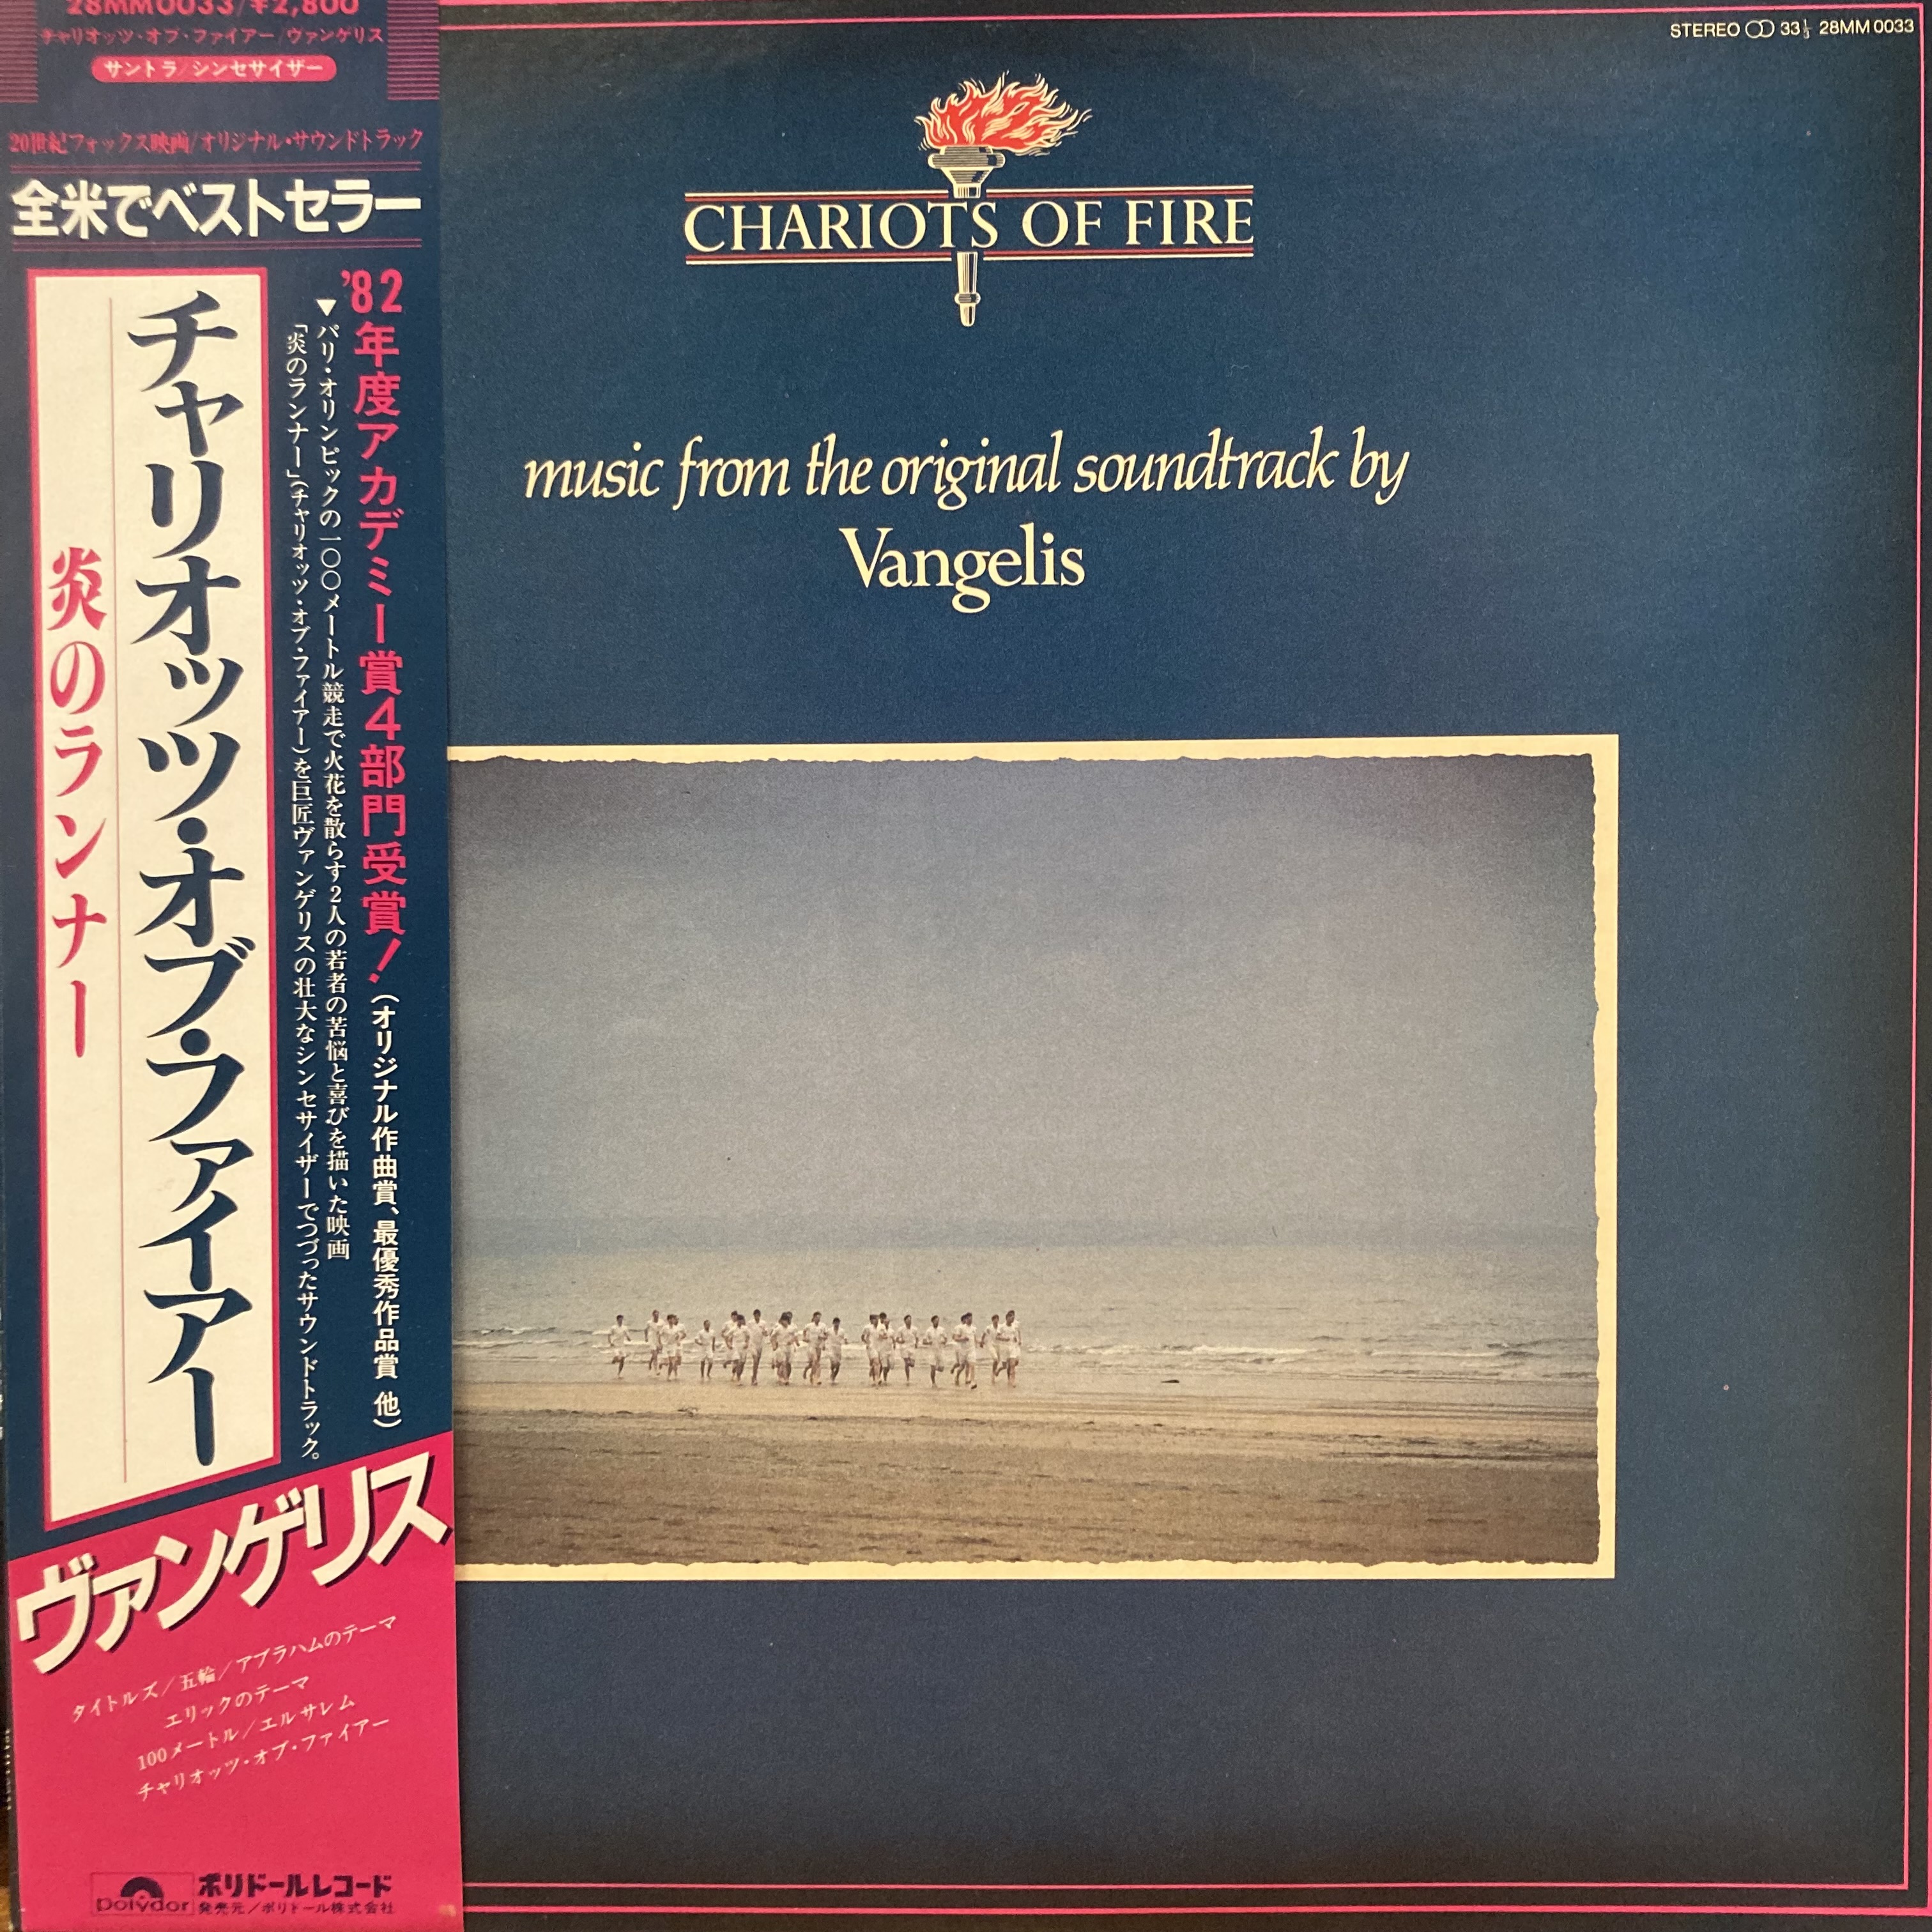 28MM0033/¥2,800
チャリオッツ・オブ・ファイアー/ヴァンゲリス
サントラ/シンセサイザー
20世紀フォックス映画/オリジナル・サウンドトラック
全米でベストセラー
'82年度アカデミー賞4部門受賞!(オリジナル作曲賞、最優秀作品賞 他)
▼パリ・オリンピックの一〇〇メートル競走で火花を散らす2人の若者の苦悩と喜びを描いた映画
「炎のランナー」(チャリオッツ・オブ・ファイアー)を巨匠ヴァンゲリスの壮大なシンセサイザーでつづったサウンドトラック。
チャリオッツ・オブ・ファイアー
炎のランナー
ヴァンゲリス
タイトルズ/五輪/アブラハムのテーマ
エリックのテーマ
100メートル/エルサレム
チャリオッツ・オブ・ファイアー
polydor
ポリドールレコード
発売元/ポリドール株式会社
STEREO 33⅓ 28MM 0033
CHARIOTS OF FIRE
music from the original soundtrack by
Vangelis